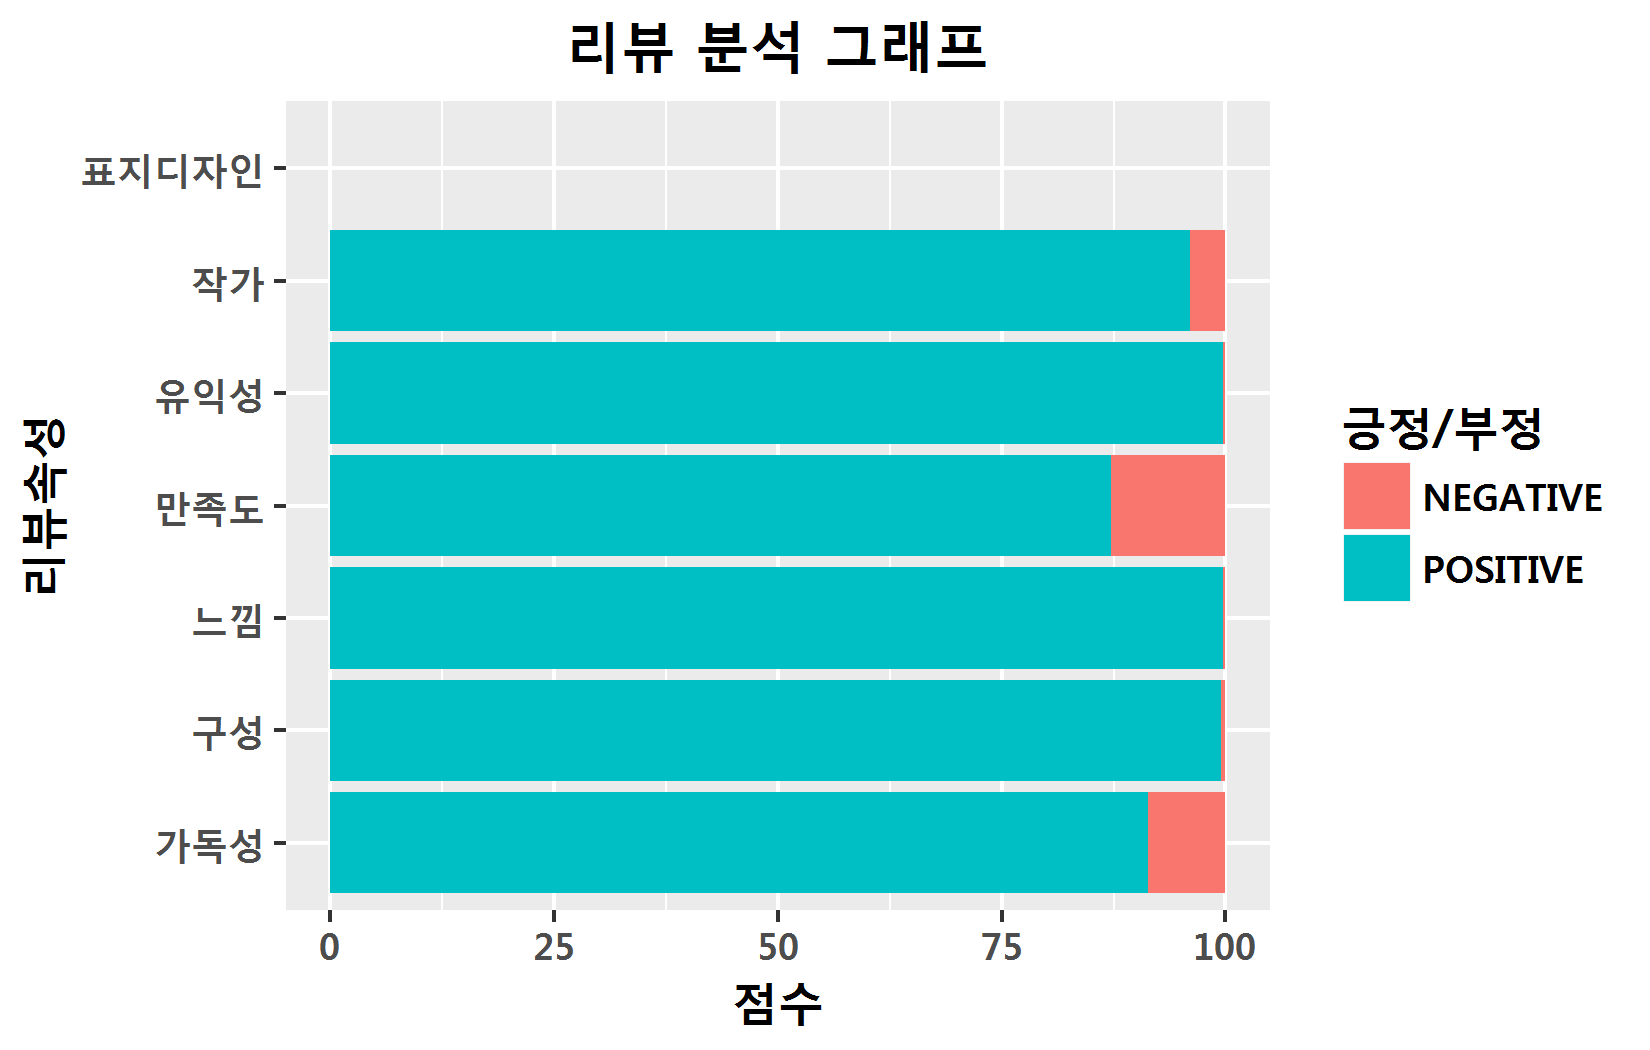 리뷰 분석 그래프
리뷰속성
표지디자인
작가
유익성
만족도
느낌
구성
가독성
0 25 50 75 100
점수
긍정/부정
NEGATIVE
POSITIVE